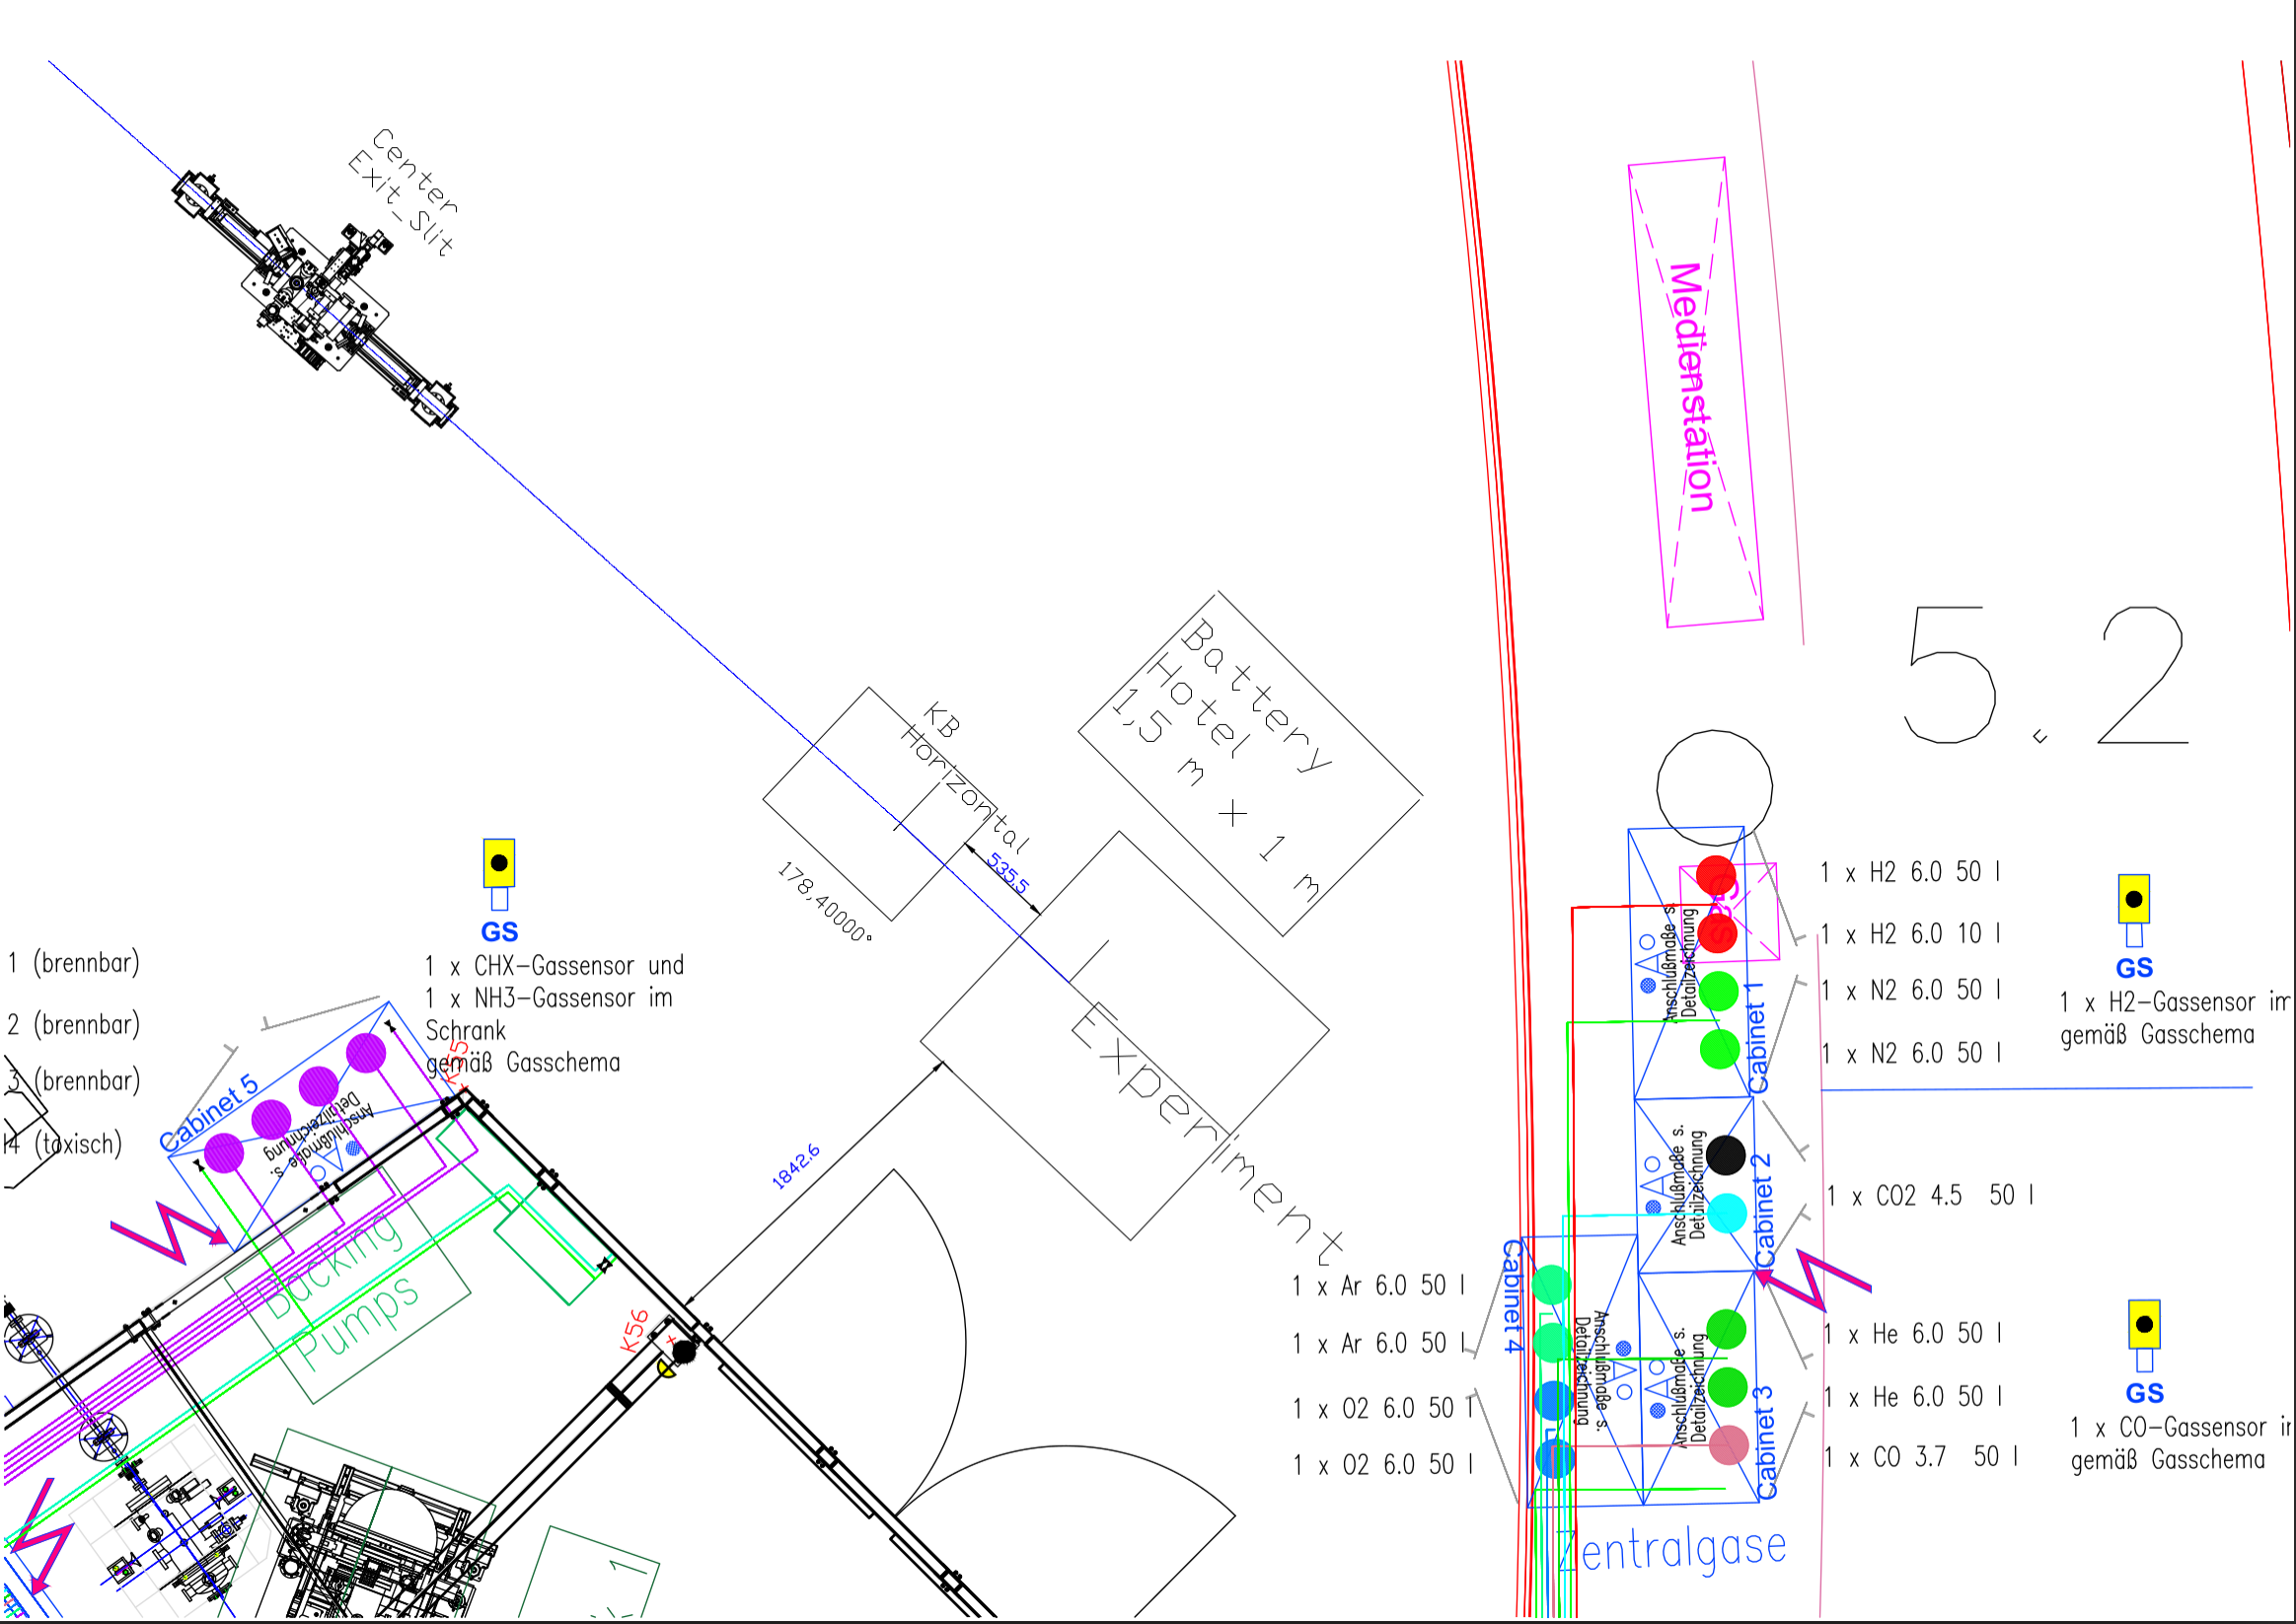 Center
Exit_Slit
Medienstation
5.2
Battery
Hotel
1,5 m x 1 m
KB
Horizontal
535.5
178,40000°
Experiment
1842.6
GS
1 x CHX-Gassensor und
1 x NH3-Gassensor im
Schrank
gemäß Gasschema
1 (brennbar)
2 (brennbar)
3 (brennbar)
(toxisch)
Cabinet 5
Anschlußmaße s.
Detailzeichnung
K55
K56
Backing
Pumps
1 x H2 6.0 50 l
1 x H2 6.0 10 l
1 x N2 6.0 50 l
1 x N2 6.0 50 l
Cabinet 1
Anschlußmaße s.
Detailzeichnung
GS
1 x H2-Gassensor im
gemäß Gasschema
1 x CO2 4.5 50 l
Cabinet 2
Anschlußmaße s.
Detailzeichnung
1 x Ar 6.0 50 l
1 x Ar 6.0 50 l
1 x O2 6.0 50 l
1 x O2 6.0 50 l
Cabinet 4
Anschlußmaße s.
Detailzeichnung
1 x He 6.0 50 l
1 x He 6.0 50 l
1 x CO 3.7 50 l
Cabinet 3
Anschlußmaße s.
Detailzeichnung
GS
1 x CO-Gassensor
gemäß Gasschema
Zentralgase